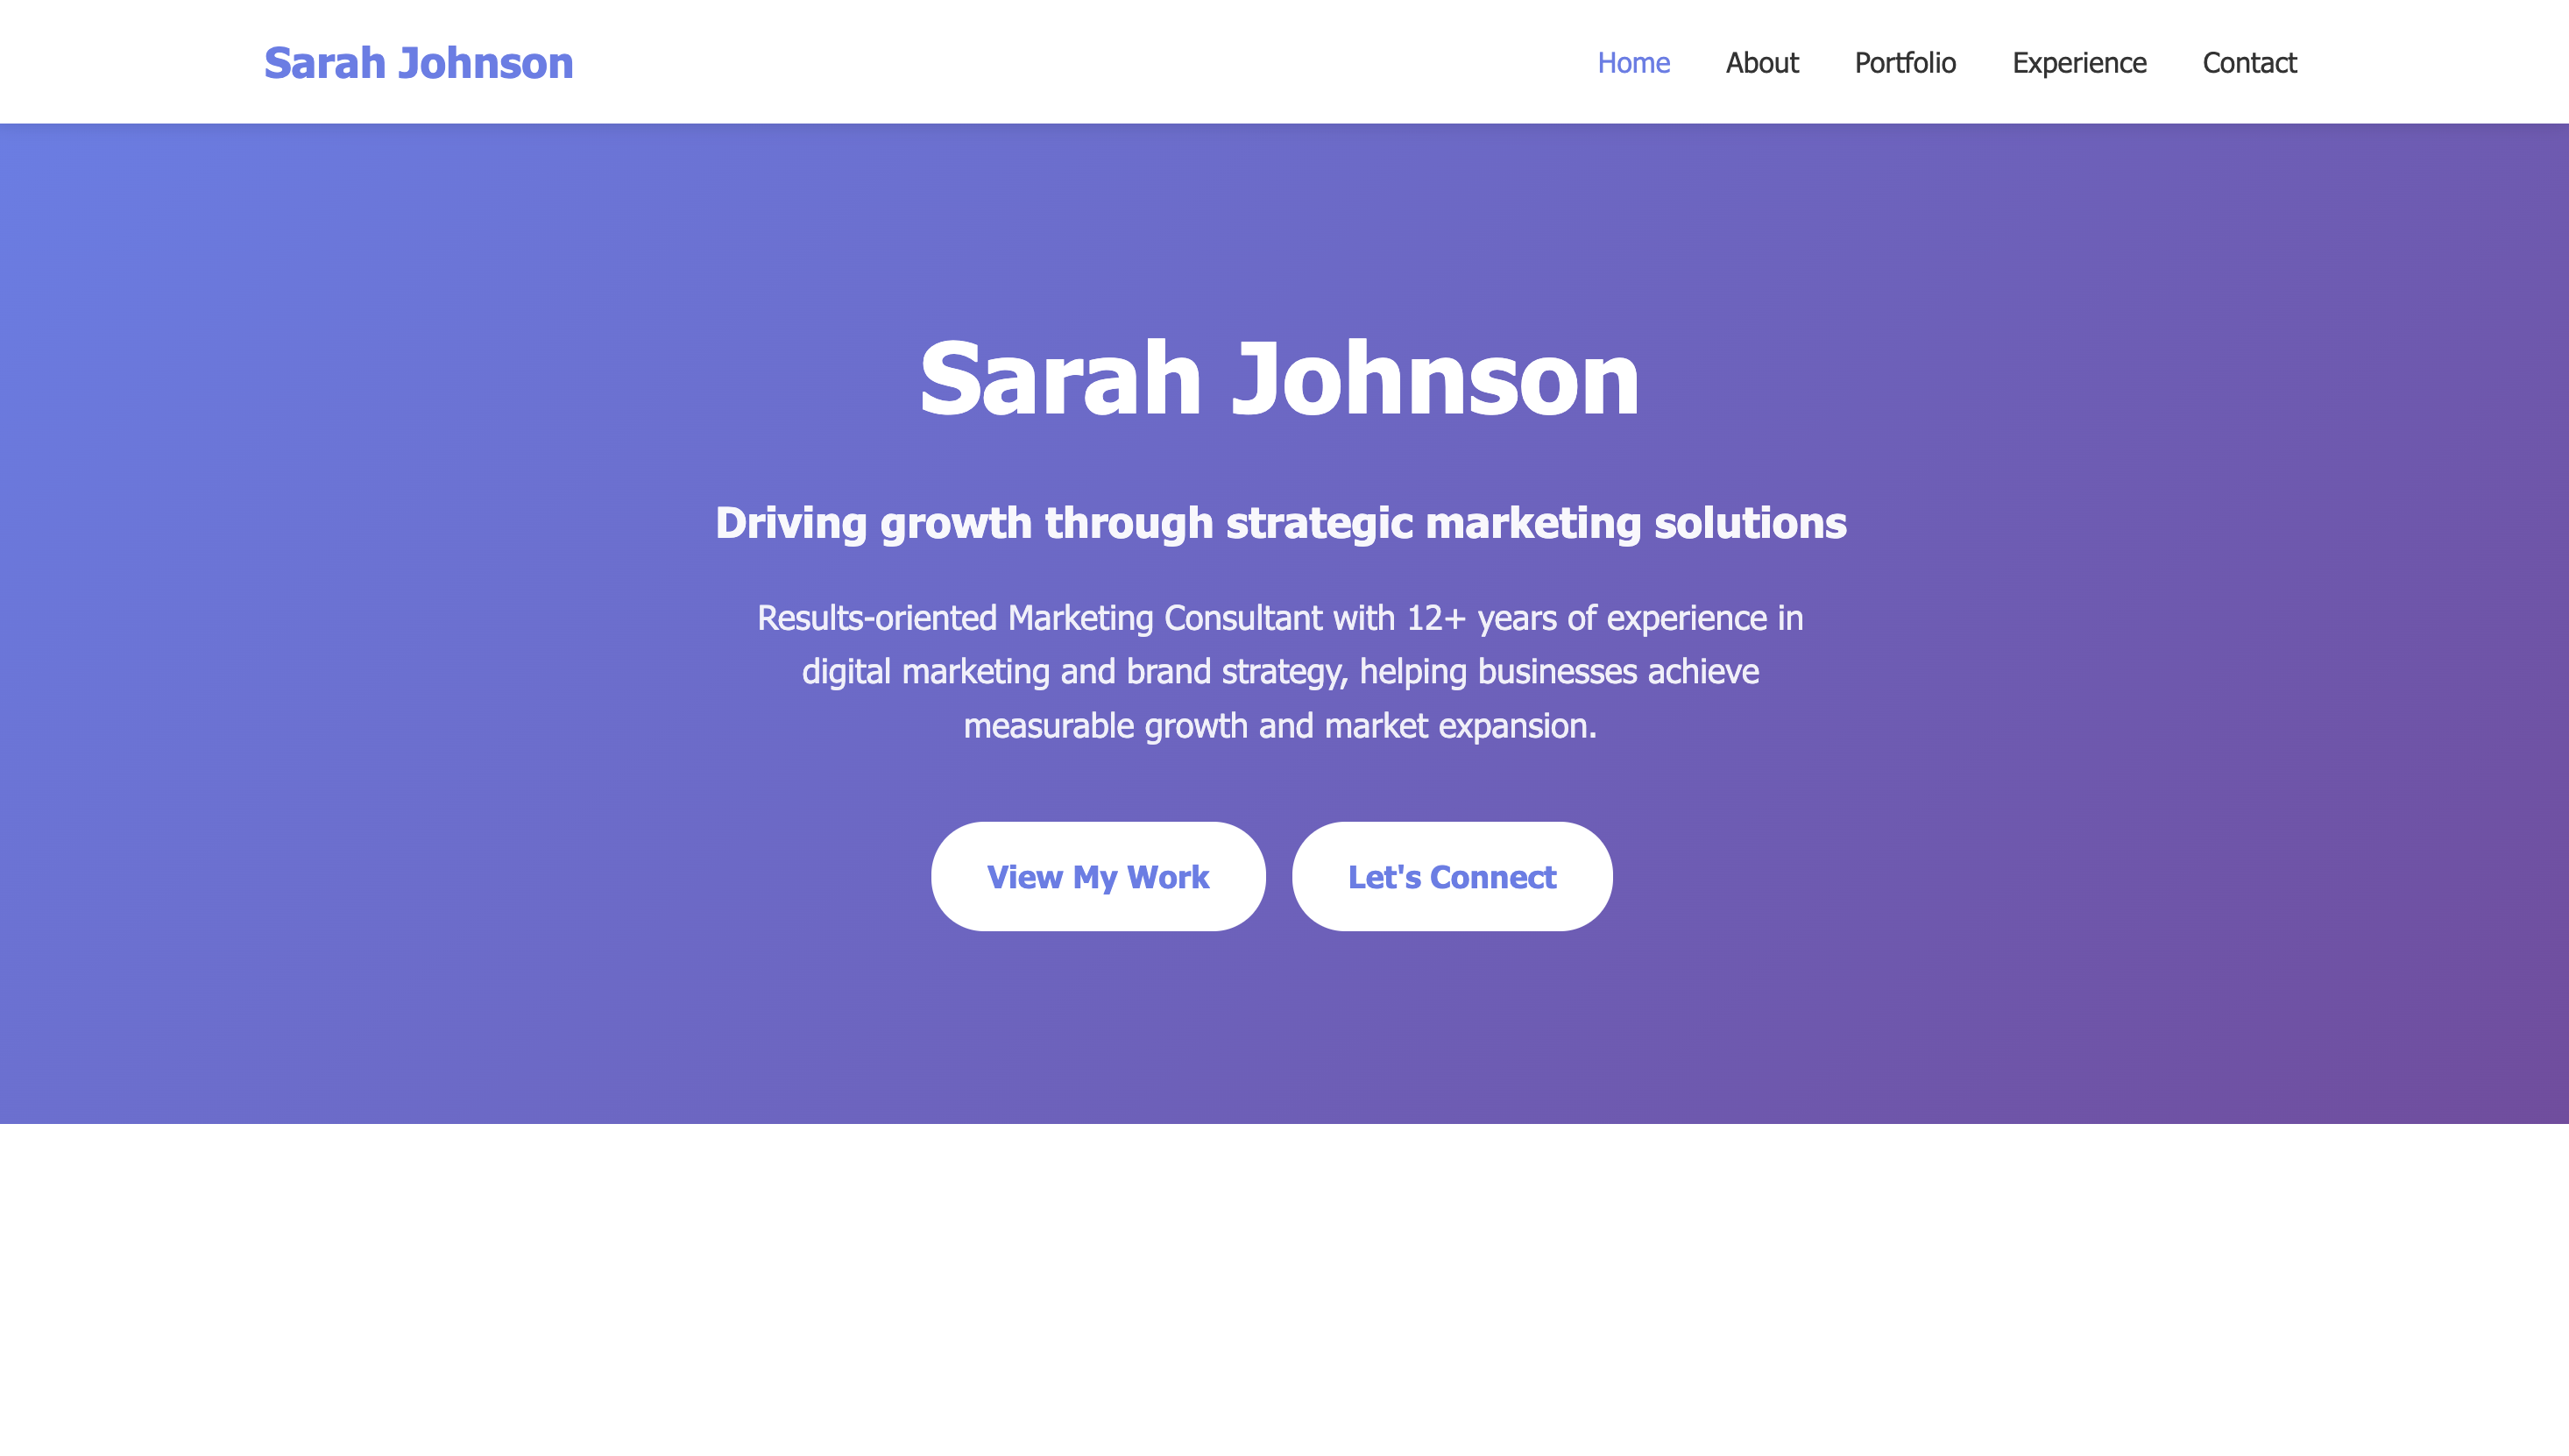 Sarah Johnson
Home
About
Portfolio
Experience
Contact
Sarah Johnson
Driving growth through strategic marketing solutions
Results-oriented Marketing Consultant with 12+ years of experience in
digital marketing and brand strategy, helping businesses achieve
measurable growth and market expansion.
View My Work
Let's Connect